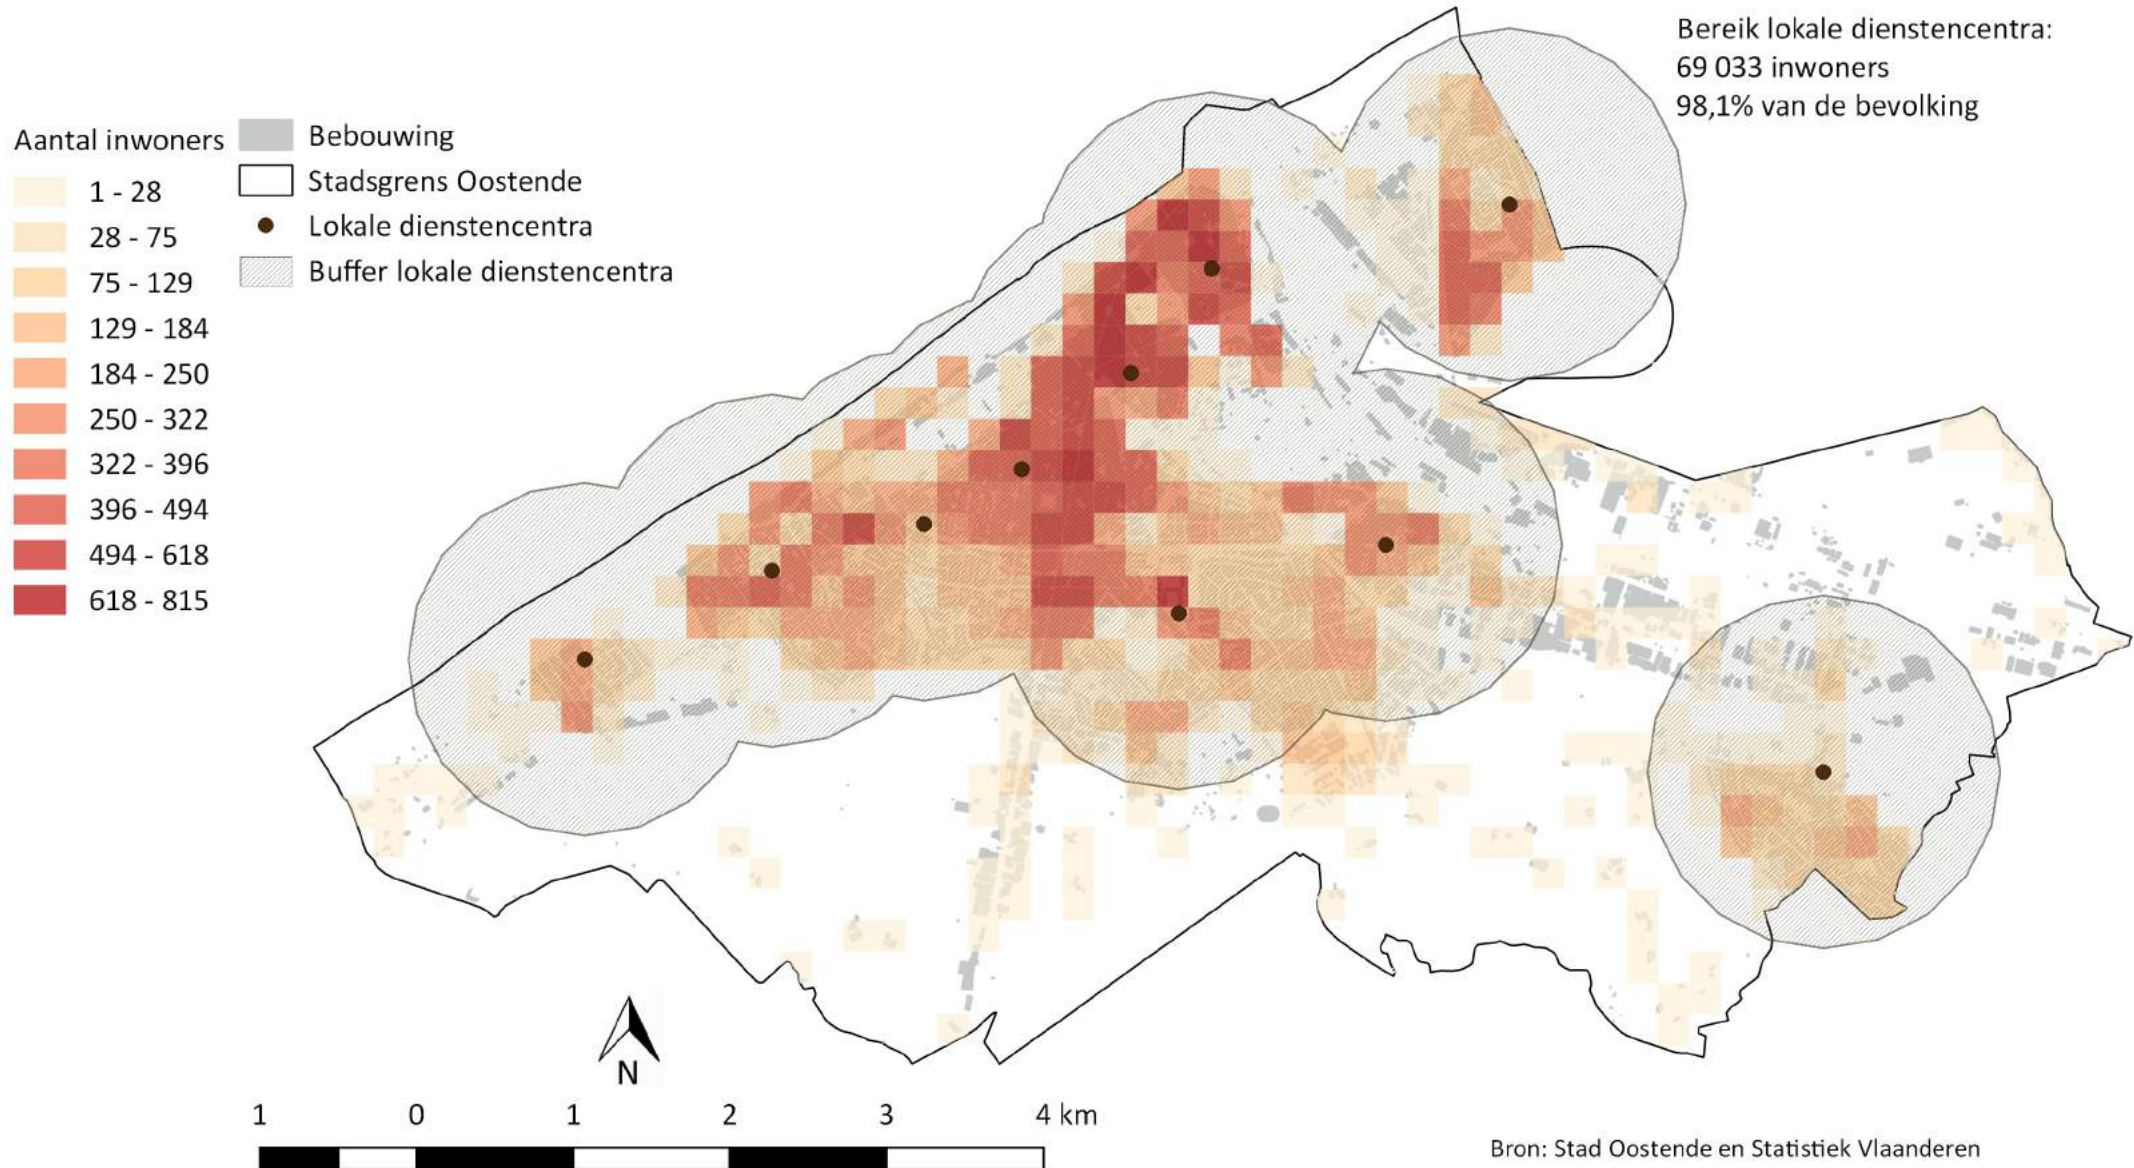 Bereik lokale dienstencentra:
69 033 inwoners
98,1% van de bevolking
Aantal inwoners
1 - 28
28 - 75
75 - 129
129 - 184
184 - 250
250 - 322
322 - 396
396 - 494
494 - 618
618 - 815
Bebouwing
Stadsgrens Oostende
Lokale dienstencentra
Buffer lokale dienstencentra
N
1 0 1 2 3 4 km
Bron: Stad Oostende en Statistiek Vlaanderen